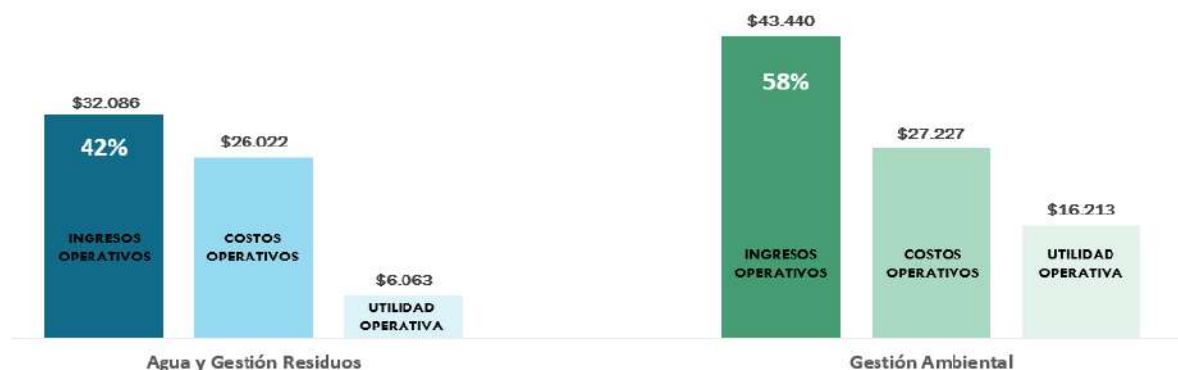 $43.440
58%
$32.086
42%
$26.022
$27.227
$16.213
INGRESOS
OPERATIVOS
COSTOS
OPERATIVOS
$6.063
UTILIDAD
OPERATIVA
INGRESOS
OPERATIVOS
COSTOS
OPERATIVOS
UTILIDAD
OPERATIVA
Agua y Gestión Residuos
Gestión Ambiental